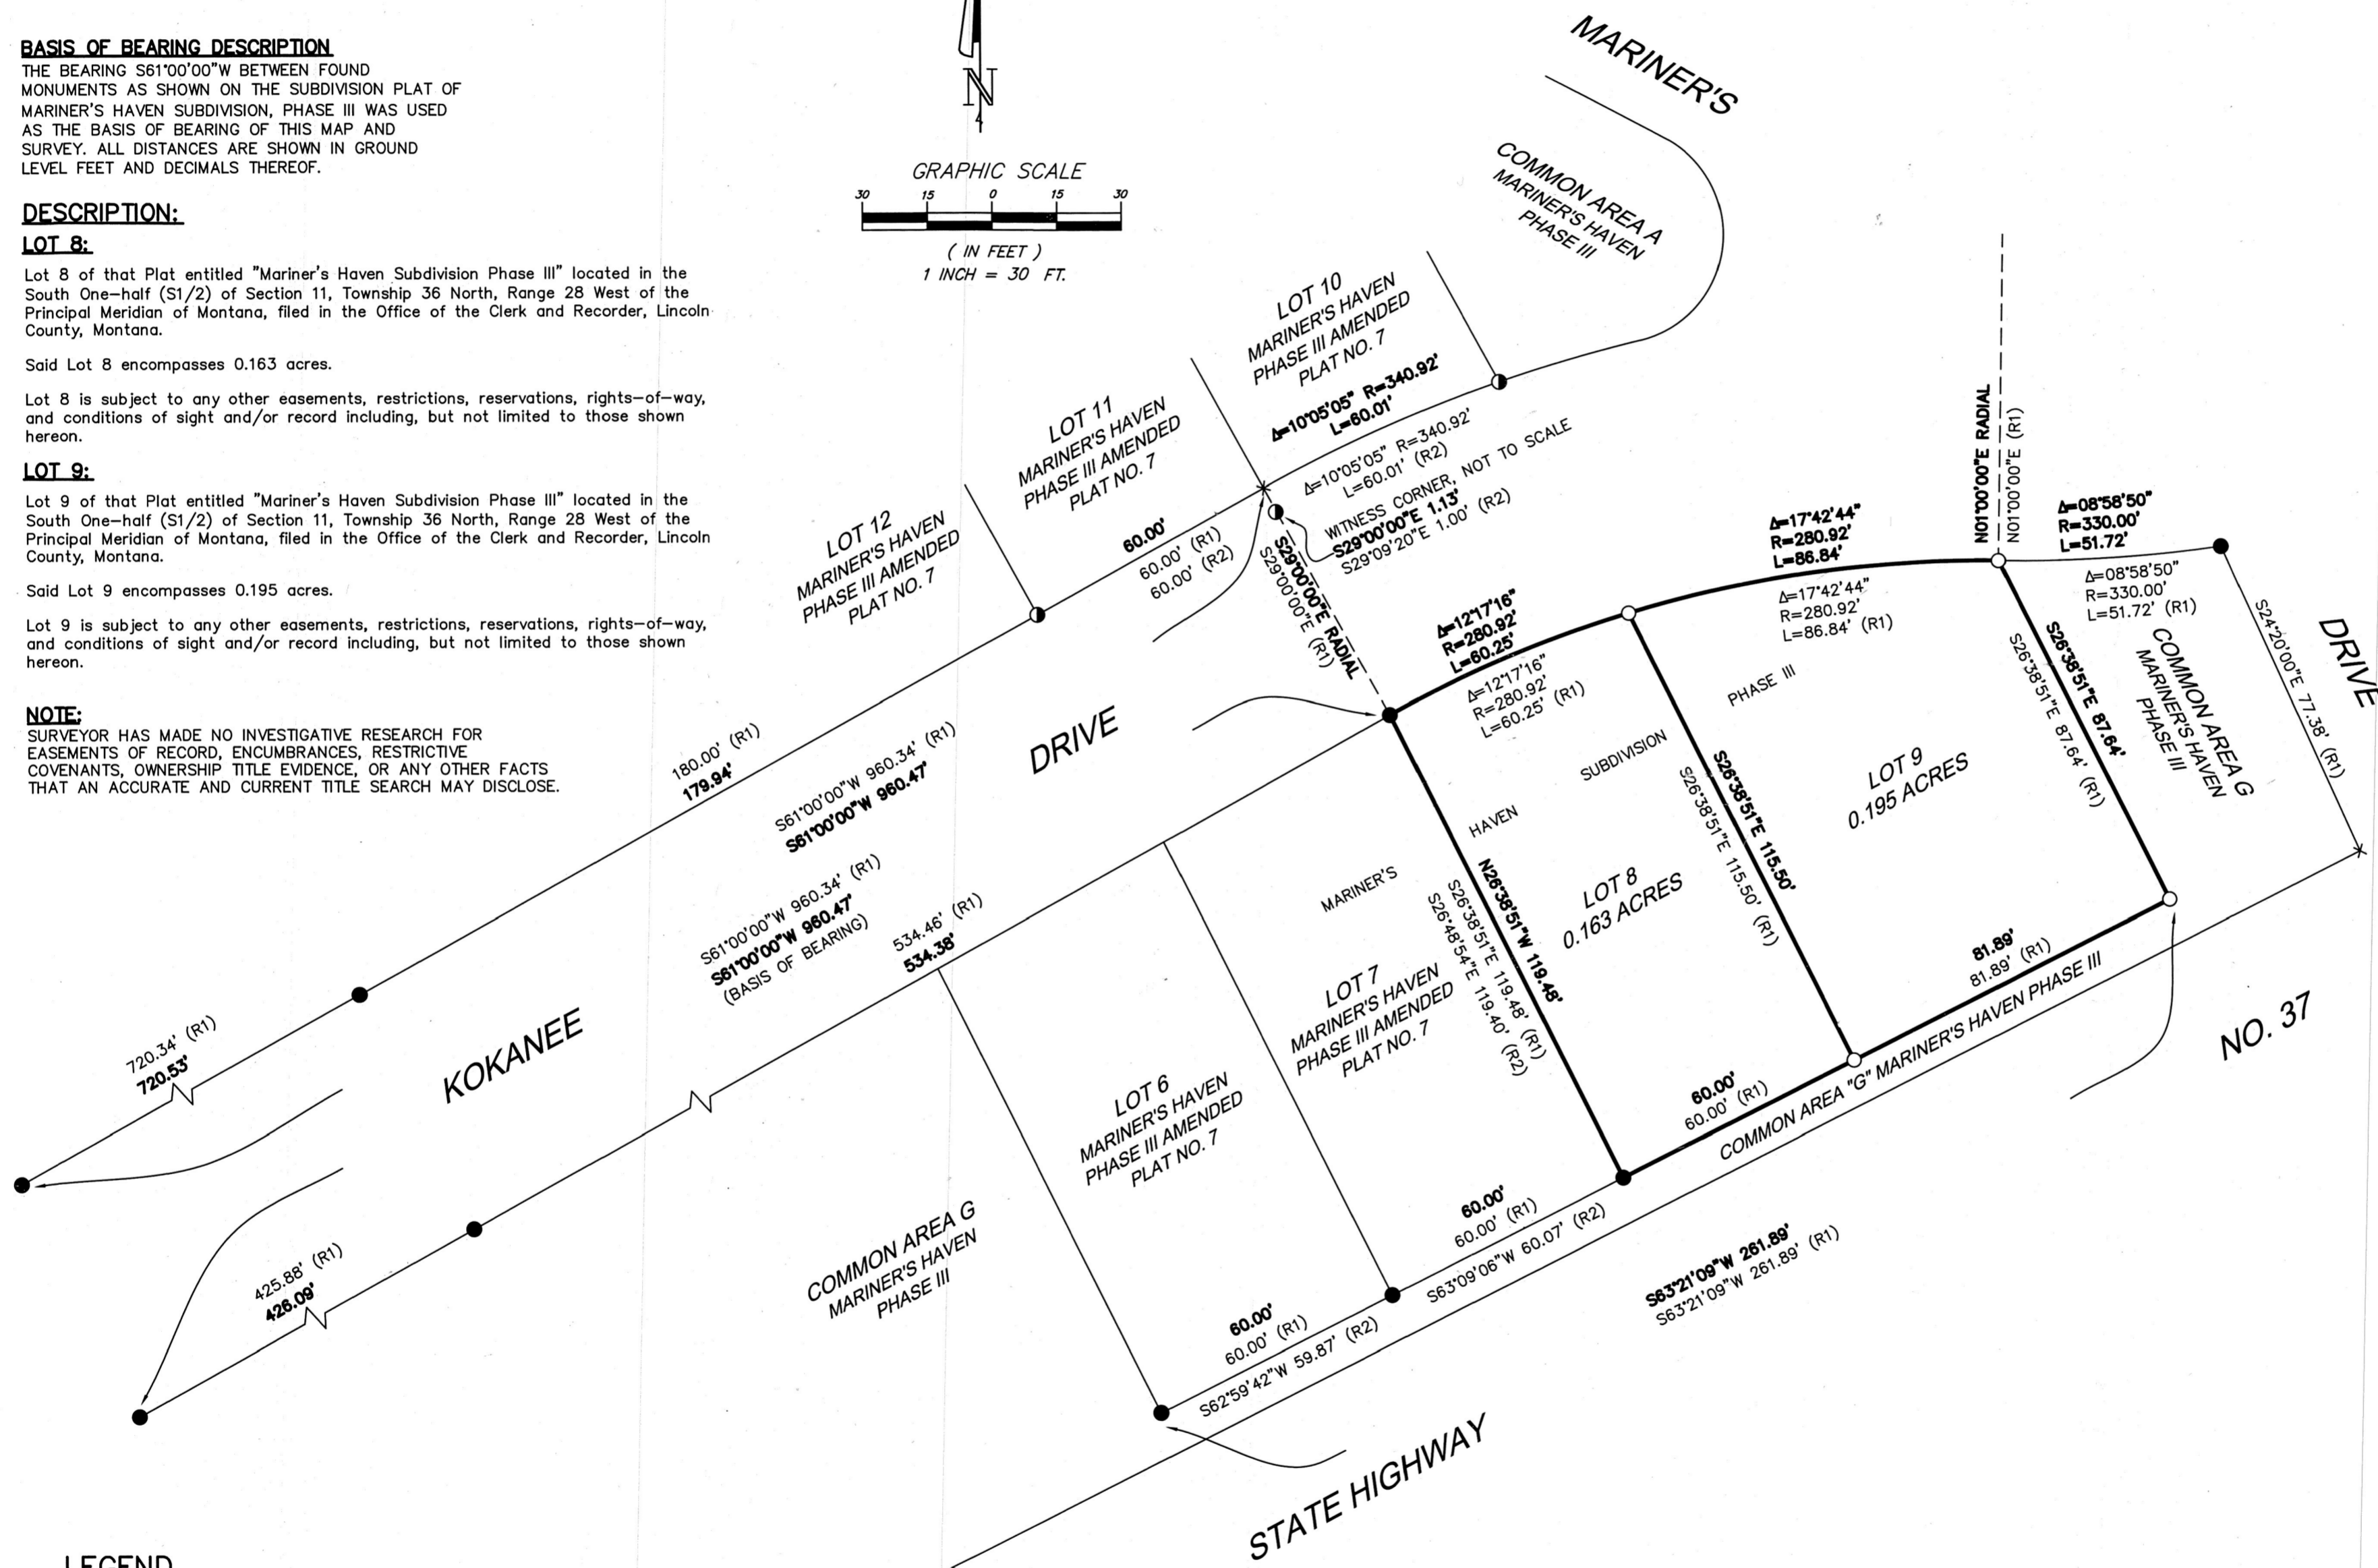 BASIS OF BEARING DESCRIPTION
THE BEARING S61°00'00"W BETWEEN FOUND
MONUMENTS AS SHOWN ON THE SUBDIVISION PLAT OF
MARINER'S HAVEN SUBDIVISION, PHASE III WAS USED
AS THE BASIS OF BEARING OF THIS MAP AND
SURVEY. ALL DISTANCES ARE SHOWN IN GROUND
LEVEL FEET AND DECIMALS THEREOF.
DESCRIPTION:
LOT 8:
Lot 8 of that Plat entitled "Mariner's Haven Subdivision Phase III" located in the
South One-half (S1/2) of Section 11, Township 36 North, Range 28 West of the
Principal Meridian of Montana, filed in the Office of the Clerk and Recorder, Lincoln
County, Montana.
Said Lot 8 encompasses 0.163 acres.
Lot 8 is subject to any other easements, restrictions, reservations, rights-of-way,
and conditions of sight and/or record including, but not limited to those shown
hereon.
LOT 9:
Lot 9 of that Plat entitled "Mariner's Haven Subdivision Phase III" located in the
South One-half (S1/2) of Section 11, Township 36 North, Range 28 West of the
Principal Meridian of Montana, filed in the Office of the Clerk and Recorder, Lincoln
County, Montana.
Said Lot 9 encompasses 0.195 acres.
Lot 9 is subject to any other easements, restrictions, reservations, rights-of-way,
and conditions of sight and/or record including, but not limited to those shown
hereon.
NOTE:
SURVEYOR HAS MADE NO INVESTIGATIVE RESEARCH FOR
EASEMENTS OF RECORD, ENCUMBRANCES, RESTRICTIVE
COVENANTS, OWNERSHIP TITLE EVIDENCE, OR ANY OTHER FACTS
THAT AN ACCURATE AND CURRENT TITLE SEARCH MAY DISCLOSE.
N
GRAPHIC SCALE
30 15 0 15 30
( IN FEET )
1 INCH = 30 FT.
MARINER'S
COMMON AREA A
MARINER'S HAVEN
PHASE III
LOT 10
MARINER'S HAVEN
PHASE III AMENDED
PLAT NO. 7
Δ=10°05'05" R=340.92'
L=60.01'
Δ=10°05'05" R=340.92'
L=60.01' (R2)
LOT 11
MARINER'S HAVEN
PHASE III AMENDED
PLAT NO. 7
60.00'
60.00' (R1)
60.00' (R2)
WITNESS CORNER, NOT TO SCALE
S29°00'00"E 1.13'
S29°09'20"E 1.00' (R2)
S29°00'00"E RADIAL
S29°00'00"E (R1)
LOT 12
MARINER'S HAVEN
PHASE III AMENDED
PLAT NO. 7
180.00' (R1)
179.94'
S61°00'00"W 960.34' (R1)
S61°00'00"W 960.47'
S61°00'00"W 960.34' (R1)
S61°00'00"W 960.47'
(BASIS OF BEARING)
534.46' (R1)
534.38'
DRIVE
KOKANEE
720.34' (R1)
720.53'
425.88' (R1)
426.09'
N01°00'00"E RADIAL
N01°00'00"E (R1)
Δ=08°58'50"
R=330.00'
L=51.72'
Δ=08°58'50"
R=330.00'
L=51.72' (R1)
Δ=17°42'44"
R=280.92'
L=86.84'
Δ=17°42'44"
R=280.92'
L=86.84' (R1)
Δ=12°17'16"
R=280.92'
L=60.25'
Δ=12°17'16"
R=280.92'
L=60.25' (R1)
S24°20'00"E 77.38' (R1)
DRIVE
COMMON AREA G
MARINER'S HAVEN
PHASE III
S26°38'51"E 87.64'
S26°38'51"E 87.64' (R1)
MARINER'S HAVEN SUBDIVISION PHASE III
LOT 9
0.195 ACRES
S26°38'51"E 115.50'
S26°38'51"E 115.50' (R1)
LOT 8
0.163 ACRES
N26°38'51"W 119.48'
S26°38'51"E 119.48' (R1)
S26°48'54"E 119.40' (R2)
LOT 7
MARINER'S HAVEN
PHASE III AMENDED
PLAT NO. 7
LOT 6
MARINER'S HAVEN
PHASE III AMENDED
PLAT NO. 7
COMMON AREA G
MARINER'S HAVEN
PHASE III
81.89'
81.89' (R1)
60.00'
60.00' (R1)
COMMON AREA "G" MARINER'S HAVEN PHASE III
60.00'
60.00' (R1)
S63°09'06"W 60.07' (R2)
60.00'
60.00' (R1)
S62°59'42"W 59.87' (R2)
S63°21'09"W 261.89'
S63°21'09"W 261.89' (R1)
STATE HIGHWAY
NO. 37
LEGEND